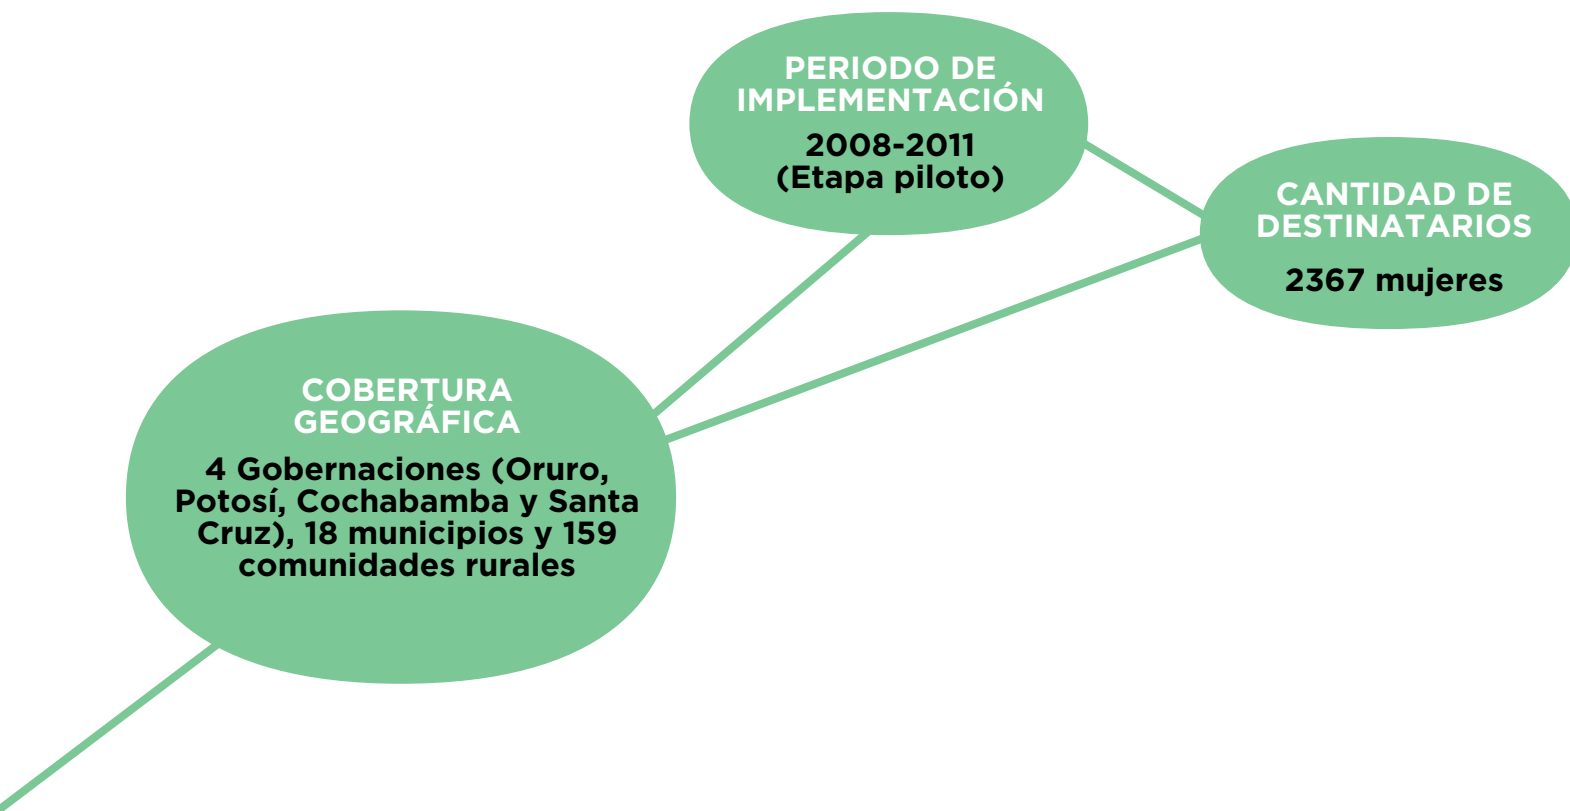 PERIODO DE
IMPLEMENTACIÓN
2008-2011
(Etapa piloto)
CANTIDAD DE
DESTINATARIOS
2367 mujeres
COBERTURA
GEOGRÁFICA
4 Gobernaciones (Oruro,
Potosí, Cochabamba y Santa
Cruz), 18 municipios y 159
comunidades rurales